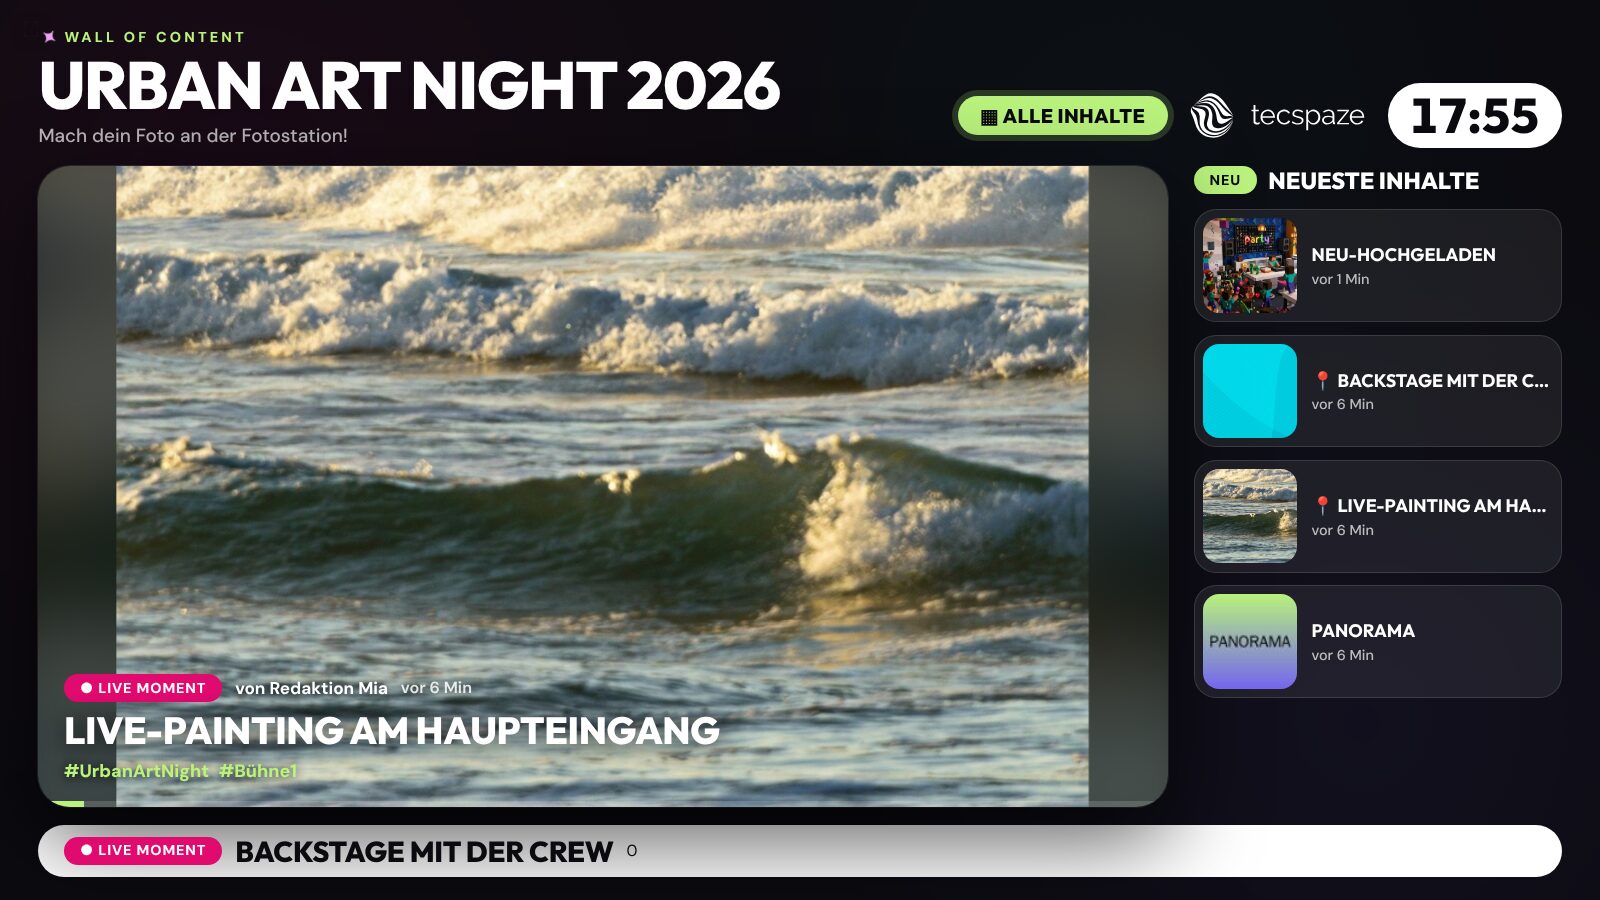 WALL OF CONTENT
URBAN ART NIGHT 2026
Mach dein Foto an der Fotostation!
ALLE INHALTE
tecspaze
17:55
NEU NEUESTE INHALTE
party
NEU-HOCHGELADEN
vor 1 Min
📍 BACKSTAGE MIT DER C...
vor 6 Min
📍 LIVE-PAINTING AM HA...
vor 6 Min
PANORAMA
PANORAMA
vor 6 Min
LIVE MOMENT von Redaktion Mia vor 6 Min
LIVE-PAINTING AM HAUPTEINGANG
#UrbanArtNight #Bühne1
LIVE MOMENT BACKSTAGE MIT DER CREW 0